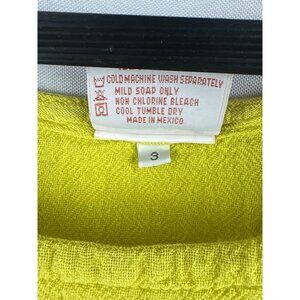 COLD MACHINE WASH SEPARATELY
MILD SOAP ONLY
NON CHLORINE BLEACH
COOL TUMBLE DRY
MADE IN MEXICO
3